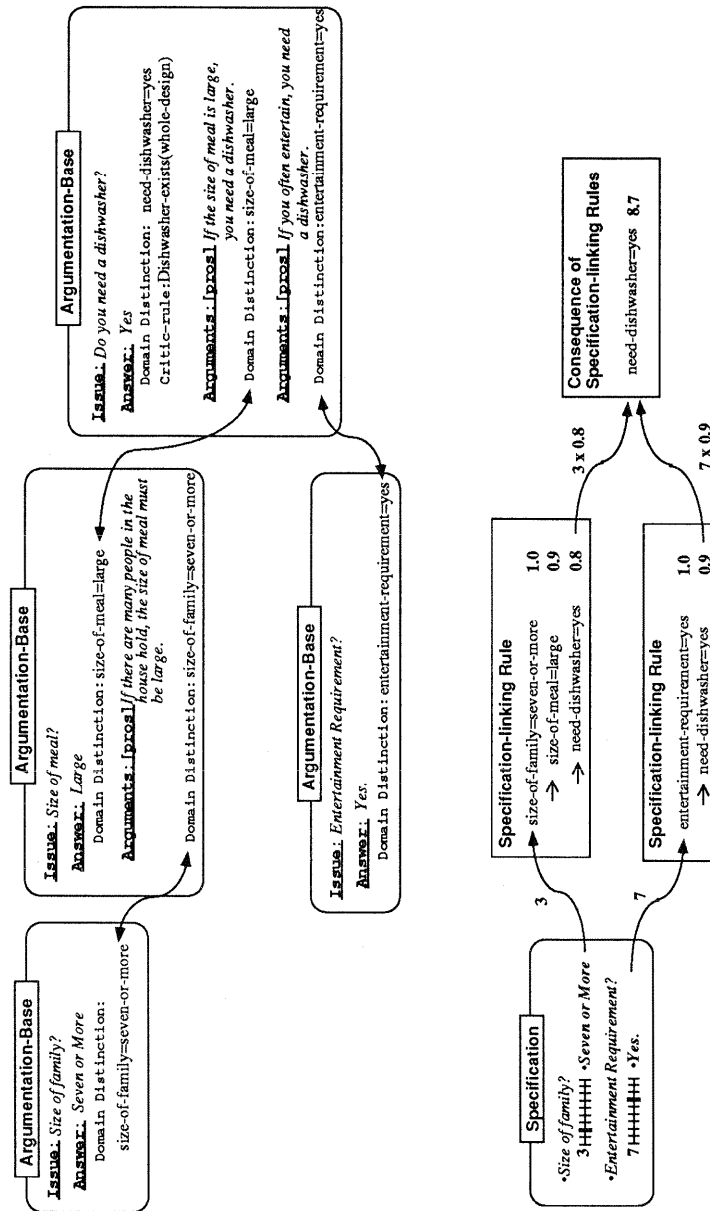 Argumentation-Base
Issue: Size of family?
Answer: Seven or More
Domain Distinction:
size-of-family=seven-or-more
Argumentation-Base
Issue: Size of meal?
Answer: Large
Domain Distinction: size-of-meal=large
Arguments: [pros] If there are many people in the
house hold, the size of meal must
be large.
Domain Distinction: size-of-family=seven-or-more
Argumentation-Base
Issue: Do you need a dishwasher?
Answer: Yes
Domain Distinction: need-dishwasher=yes
Critic-rule: Dishwasher-exists(whole-design)
Arguments: [pros] If the size of meal is large,
you need a dishwasher.
Domain Distinction: size-of-meal=large
Arguments: [pros] If you often entertain, you need
a dishwasher.
Domain Distinction: entertainment-requirement=yes
Argumentation-Base
Issue: Entertainment Requirement?
Answer: Yes.
Domain Distinction: entertainment-requirement=yes
Specification
•Size of family?
3 •Seven or More
•Entertainment Requirement?
7 •Yes.
3
7
Specification-linking Rule
size-of-family=seven-or-more 1.0
→ size-of-meal=large 0.9
→ need-dishwasher=yes 0.8
Specification-linking Rule
entertainment-requirement=yes 1.0
→ need-dishwasher=yes 0.9
3 x 0.8
7 x 0.9
Consequence of
Specification-linking Rules
need-dishwasher=yes 8.7